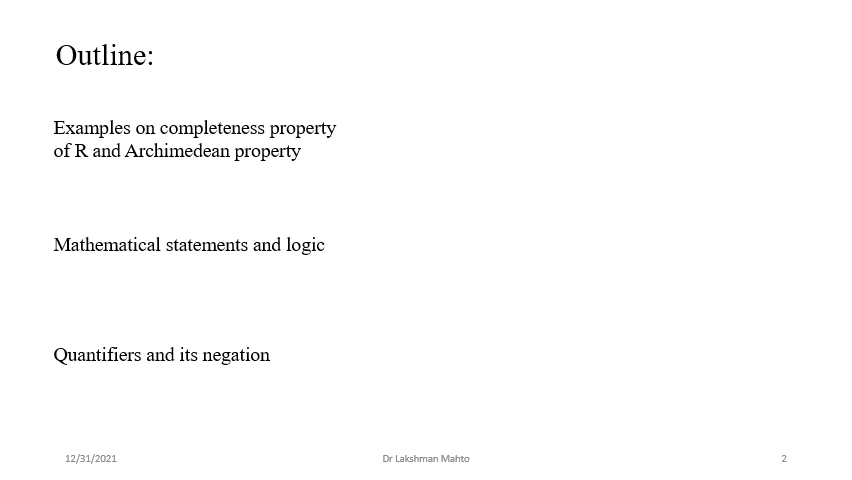 Outline:
Examples on completeness property
of R and Archimedean property
Mathematical statements and logic
Quantifiers and its negation
12/31/2021
Dr Lakshman Mahto
2